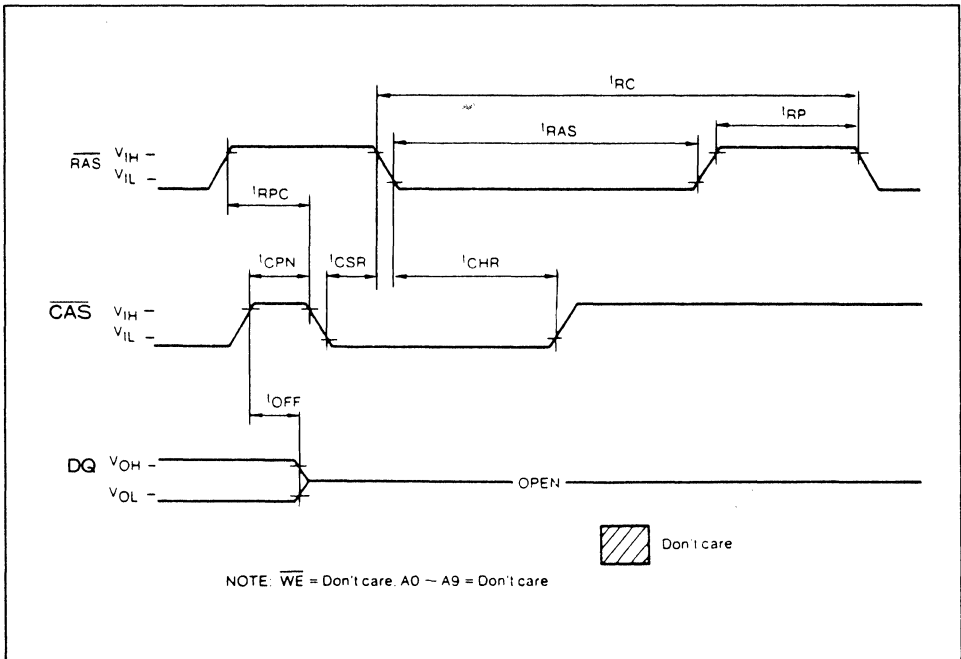 tRC
tRP
tRAS
RAS VIH
VIL
tRPC
tCPN tCSR tCHR
CAS VIH
VIL
tOFF
DQ VOH
VOL
OPEN
Don't care
NOTE: WE = Don't care. A0 ~ A9 = Don't care